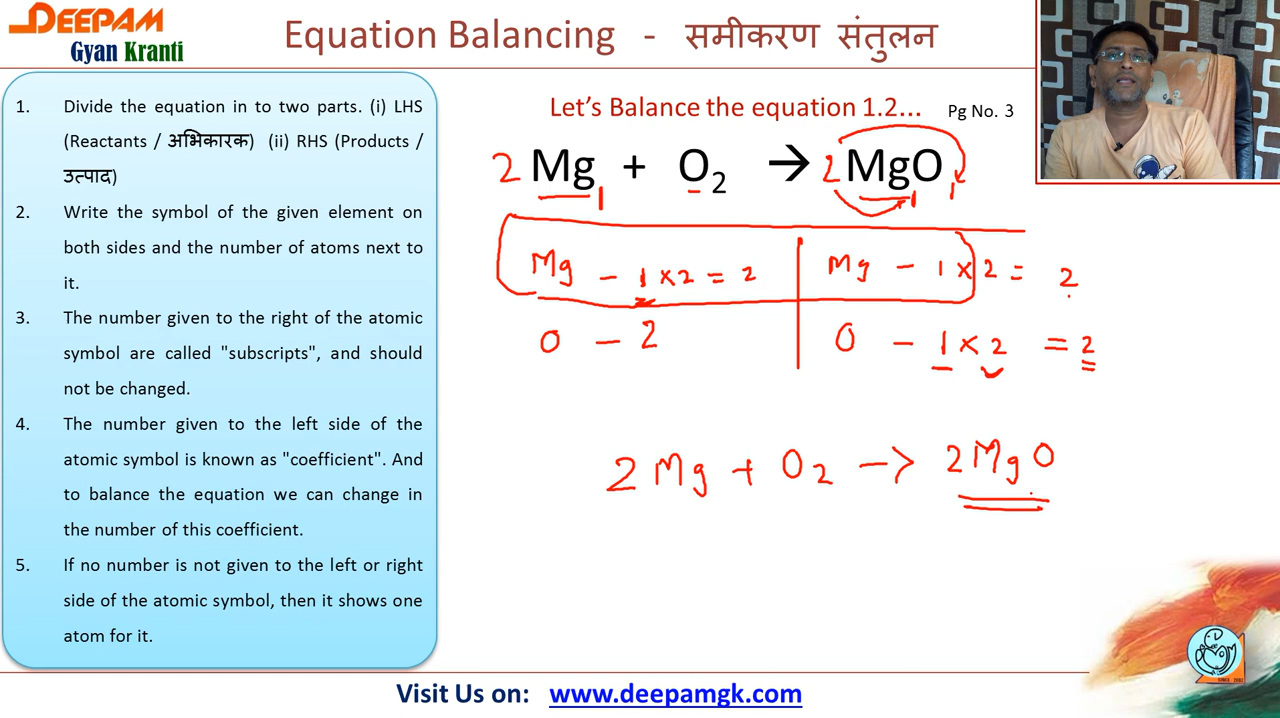 DEEPAM
Gyan Kranti
Equation Balancing - समीकरण संतुलन
1. Divide the equation in to two parts. (i) LHS
(Reactants / अभिकारक) (ii) RHS (Products /
उत्पाद)
2. Write the symbol of the given element on
both sides and the number of atoms next to
it.
3. The number given to the right of the atomic
symbol are called "subscripts", and should
not be changed.
4. The number given to the left side of the
atomic symbol is known as "coefficient". And
to balance the equation we can change in
the number of this coefficient.
5. If no number is not given to the left or right
side of the atomic symbol, then it shows one
atom for it.
Let's Balance the equation 1.2... Pg No. 3
2 Mg + O₂ → 2 MgO
1 1 1
Mg - 1 × 2 = 2 Mg - 1 × 2 = 2
O - 2 O - 1 × 2 = 2
2 Mg + O₂ → 2 MgO
Visit Us on: www.deepamgk.com
SINCE 2002